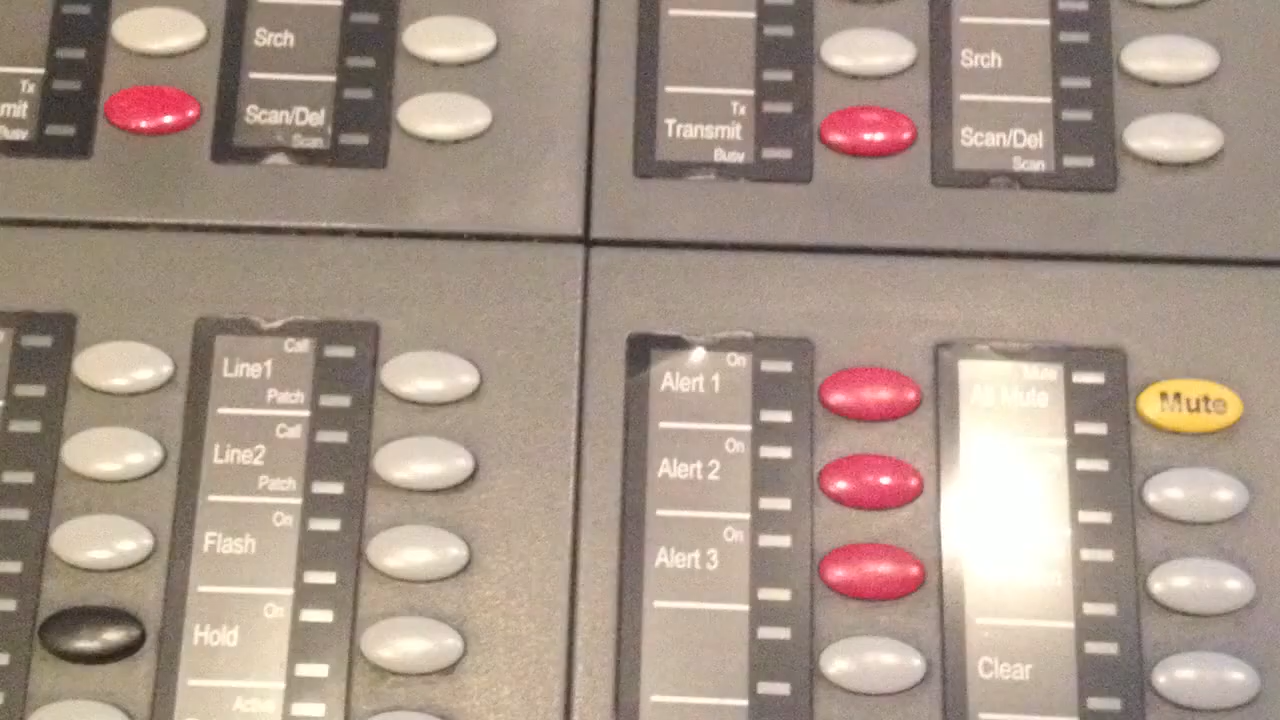 Srch
Tx
mit
Busy
Scan/Del
Scan
Tx
Transmit
Busy
Srch
Scan/Del
Scan
Call
Line1
Patch
Call
Line2
Patch
On
Flash
On
Hold
Active
On
Alert 1
On
Alert 2
On
Alert 3
Mute
All Mute
Mute
Clear